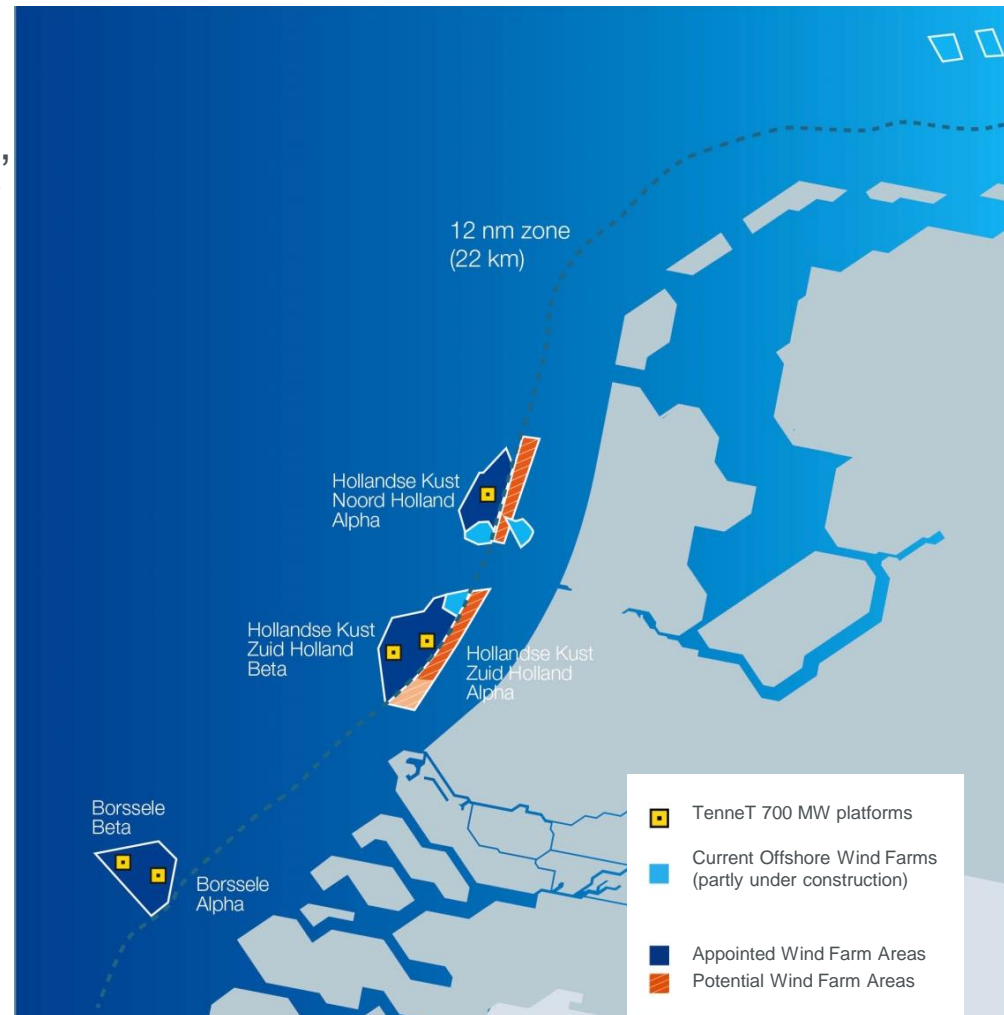 ,
12 nm zone
(22 km)
Hollandse Kust
Noord Holland
Alpha
Hollandse Kust
Zuid Holland
Beta
Hollandse Kust
Zuid Holland
Alpha
Borssele
Beta
Borssele
Alpha
TenneT 700 MW platforms
Current Offshore Wind Farms
(partly under construction)
Appointed Wind Farm Areas
Potential Wind Farm Areas